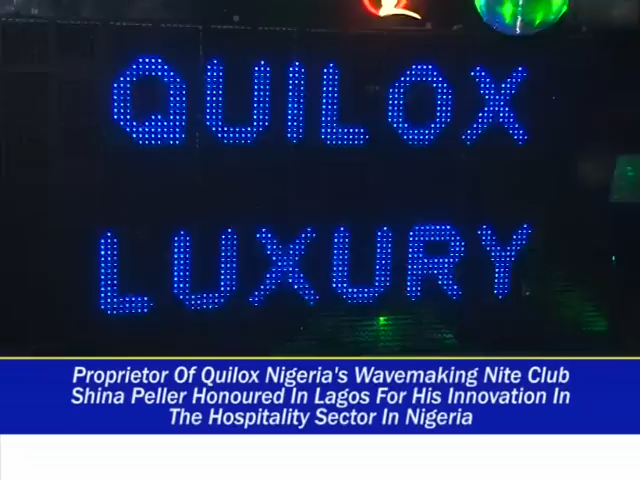 QUILOX
LUXURY
Proprietor Of Quilox Nigeria's Wavemaking Nite Club
Shina Peller Honoured In Lagos For His Innovation In
The Hospitality Sector In Nigeria